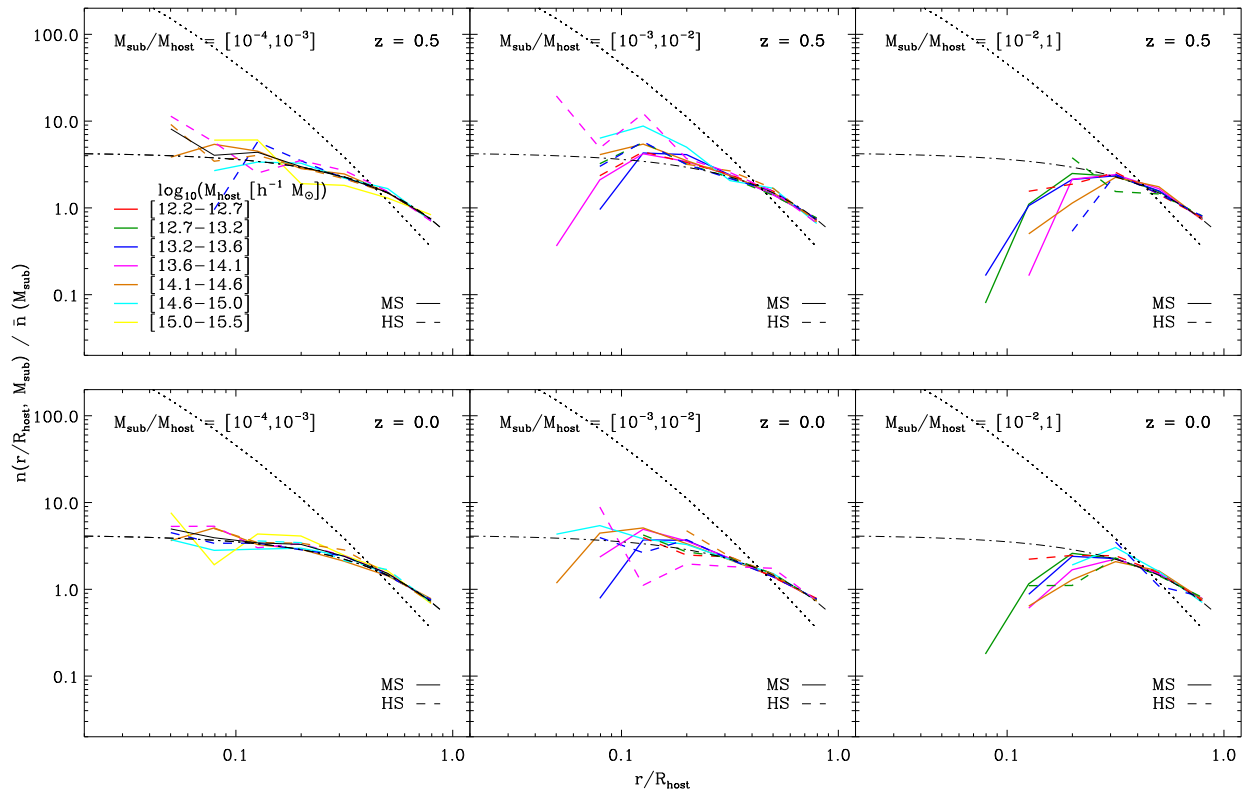 M_sub/M_host = [10^−4,10^−3] z = 0.5
M_sub/M_host = [10^−3,10^−2] z = 0.5
M_sub/M_host = [10^−2,1] z = 0.5
100.0
10.0
1.0
0.1
log_10(M_host [h^−1 M_⊙])
[12.2−12.7]
[12.7−13.2]
[13.2−13.6]
[13.6−14.1]
[14.1−14.6]
[14.6−15.0]
[15.0−15.5]
MS
HS
MS
HS
MS
HS
n(r/R_host, M_sub) / n̄ (M_sub)
M_sub/M_host = [10^−4,10^−3] z = 0.0
M_sub/M_host = [10^−3,10^−2] z = 0.0
M_sub/M_host = [10^−2,1] z = 0.0
100.0
10.0
1.0
0.1
MS
HS
MS
HS
MS
HS
0.1 1.0
0.1 1.0
0.1 1.0
r/R_host